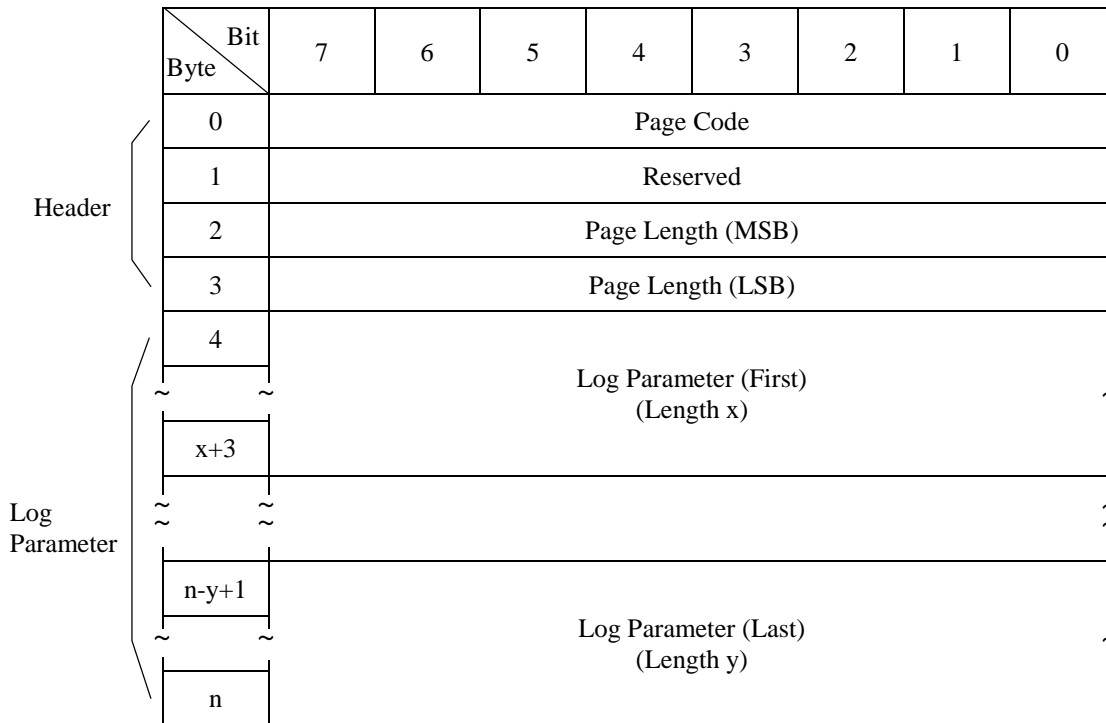 Bit
Byte
7 6 5 4 3 2 1 0
0 Page Code
1 Reserved
Header
2 Page Length (MSB)
3 Page Length (LSB)
4
Log Parameter (First)
(Length x)
~ ~ ~
x+3
Log
Parameter
~ ~ ~
~ ~ ~
n-y+1
Log Parameter (Last)
(Length y)
~ ~ ~
n